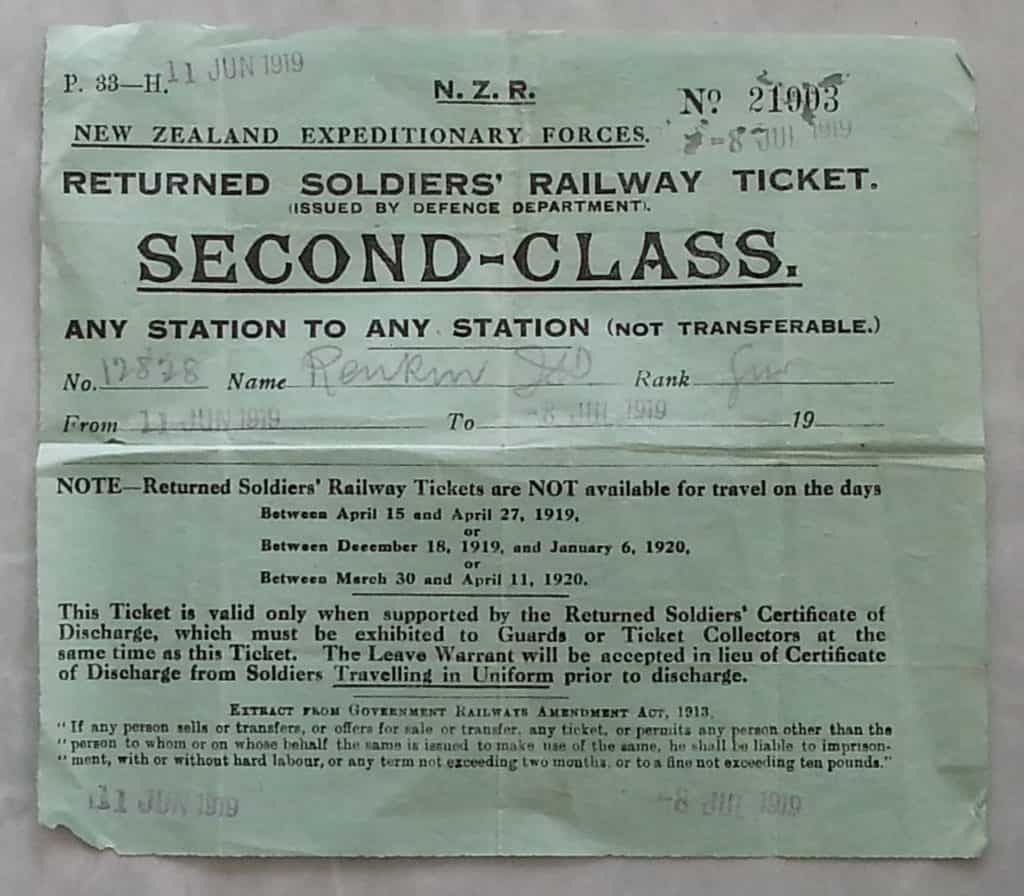 P. 33—H. 11 JUN 1919
N. Z. R.
No 21003
NEW ZEALAND EXPEDITIONARY FORCES.
-8 JUL 1919
RETURNED SOLDIERS' RAILWAY TICKET.
(ISSUED BY DEFENCE DEPARTMENT).
SECOND-CLASS.
ANY STATION TO ANY STATION (NOT TRANSFERABLE.)
No. 12828 Name Renkin Rank Gnr
From 11 JUN 1919 To -8 JUL 1919 19
NOTE—Returned Soldiers' Railway Tickets are NOT available for travel on the days
Between April 15 and April 27, 1919,
or
Between December 18, 1919, and January 6, 1920,
or
Between March 30 and April 11, 1920.
This Ticket is valid only when supported by the Returned Soldiers' Certificate of
Discharge, which must be exhibited to Guards or Ticket Collectors at the
same time as this Ticket. The Leave Warrant will be accepted in lieu of Certificate
of Discharge from Soldiers Travelling in Uniform prior to discharge.
EXTRACT FROM GOVERNMENT RAILWAYS AMENDMENT ACT, 1913.
"If any person sells or transfers, or offers for sale or transfer, any ticket, or permits any person other than the
"person to whom or on whose behalf the same is issued to make use of the same, he shall be liable to imprison-
"ment, with or without hard labour, or any term not exceeding two months, or to a fine not exceeding ten pounds."
11 JUN 1919 -8 JUL 1919